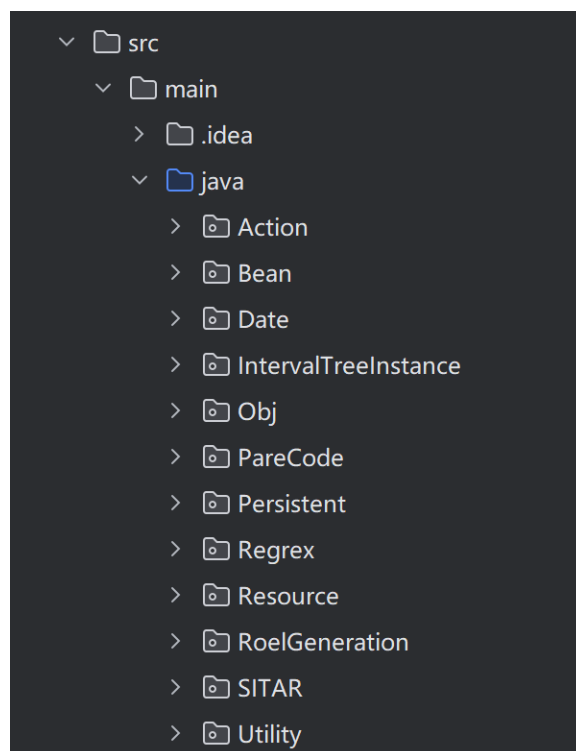 src
main
.idea
java
Action
Bean
Date
IntervalTreeInstance
Obj
PareCode
Persistent
Regrex
Resource
RoelGeneration
SITAR
Utility